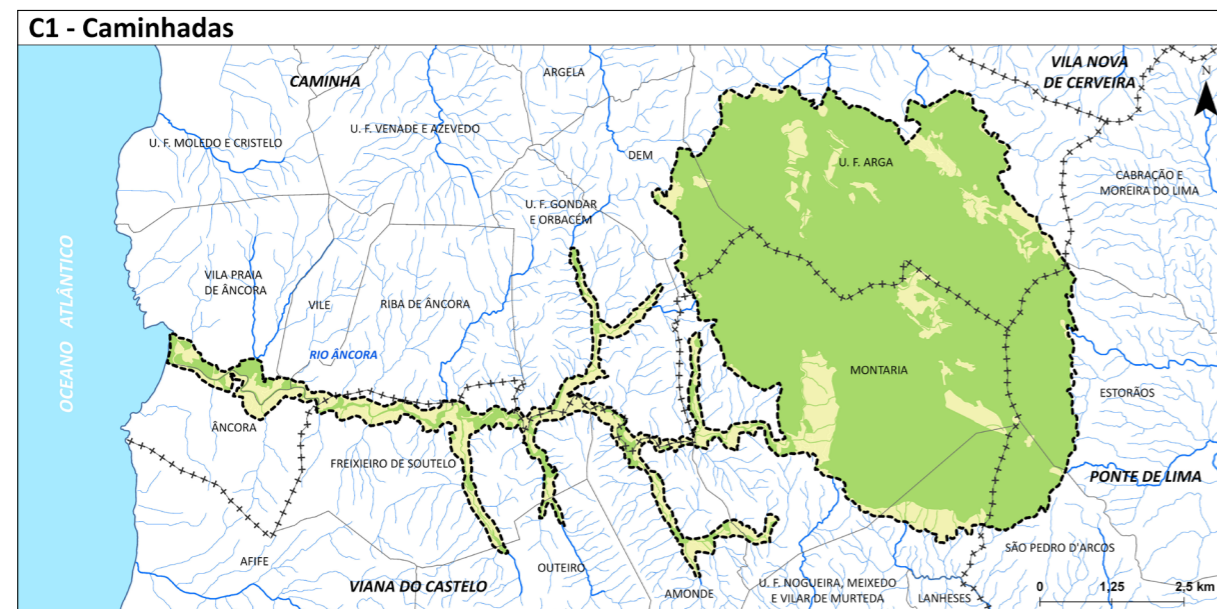 C1 - Caminhadas
VILA NOVA
DE CERVEIRA
N
CAMINHA
ARGELA
U. F. VENADE E AZEVEDO
U. F. MOLEDO E CRISTELO
DEM
U. F. ARGA
CABRAÇÃO E
MOREIRA DO LIMA
U. F. GONDAR
E ORBACÉM
OCEANO ATLÂNTICO
VILA PRAIA
DE ÂNCORA
VILE
RIBA DE ÂNCORA
RIO ÂNCORA
MONTARIA
ESTORÃOS
ÂNCORA
FREIXIEIRO DE SOUTELO
PONTE DE LIMA
AFIFE
VIANA DO CASTELO
OUTEIRO
AMONDE
U. F. NOGUEIRA, MEIXEDO
E VILAR DE MURTEDA
LANHESES
SÃO PEDRO D'ARCOS
0 1,25 2,5 km